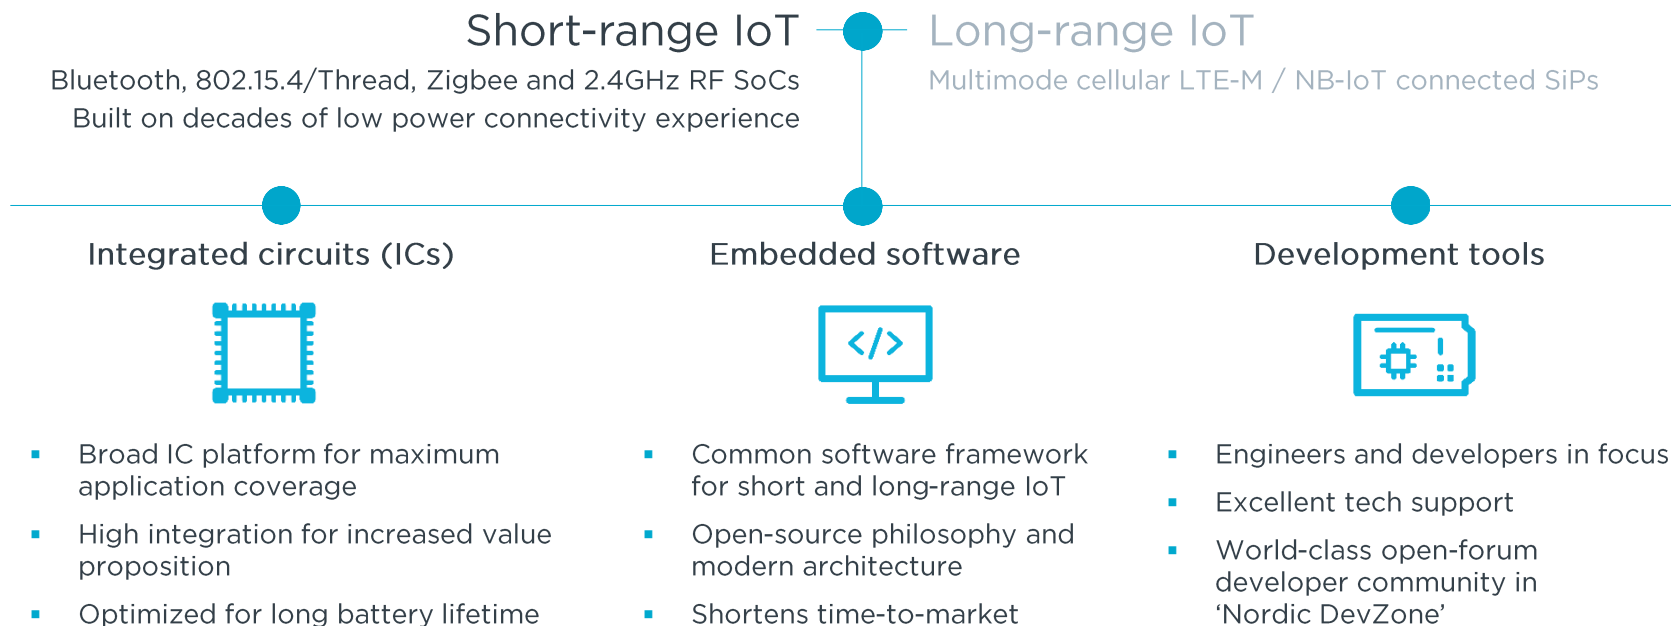 Short-range IoT
Bluetooth, 802.15.4/Thread, Zigbee and 2.4GHz RF SoCs
Built on decades of low power connectivity experience
Long-range IoT
Multimode cellular LTE-M / NB-IoT connected SiPs
Integrated circuits (ICs)
▪ Broad IC platform for maximum
application coverage
▪ High integration for increased value
proposition
▪ Optimized for long battery lifetime
Embedded software
</>
▪ Common software framework
for short and long-range IoT
▪ Open-source philosophy and
modern architecture
▪ Shortens time-to-market
Development tools
▪ Engineers and developers in focus
▪ Excellent tech support
▪ World-class open-forum
developer community in
‘Nordic DevZone’